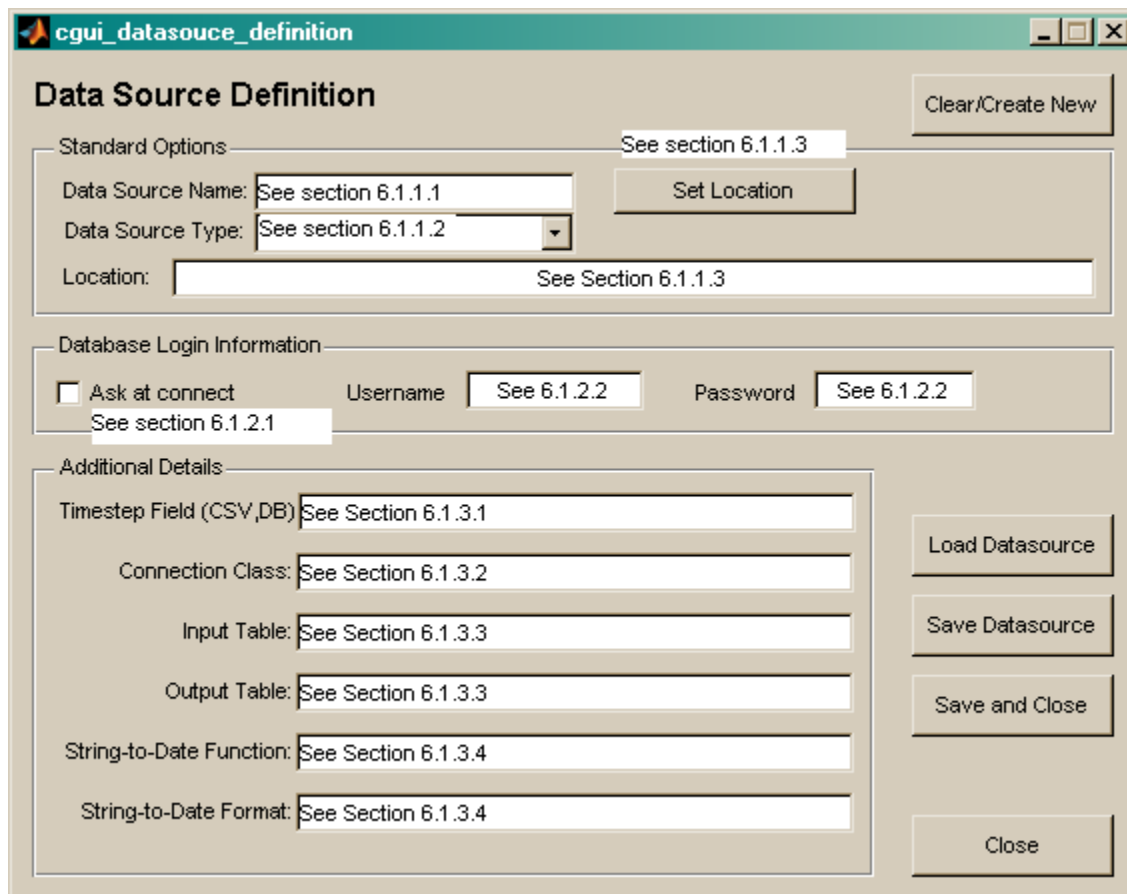 cgui_datasouce_definition
Data Source Definition
Clear/Create New
Standard Options
See section 6.1.1.3
Data Source Name: See section 6.1.1.1
Set Location
Data Source Type: See section 6.1.1.2
Location: See Section 6.1.1.3
Database Login Information
Ask at connect Username See 6.1.2.2 Password See 6.1.2.2
See section 6.1.2.1
Additional Details
Timestep Field (CSV,DB) See Section 6.1.3.1
Connection Class: See Section 6.1.3.2
Input Table: See Section 6.1.3.3
Output Table: See Section 6.1.3.3
String-to-Date Function: See Section 6.1.3.4
String-to-Date Format: See Section 6.1.3.4
Load Datasource
Save Datasource
Save and Close
Close